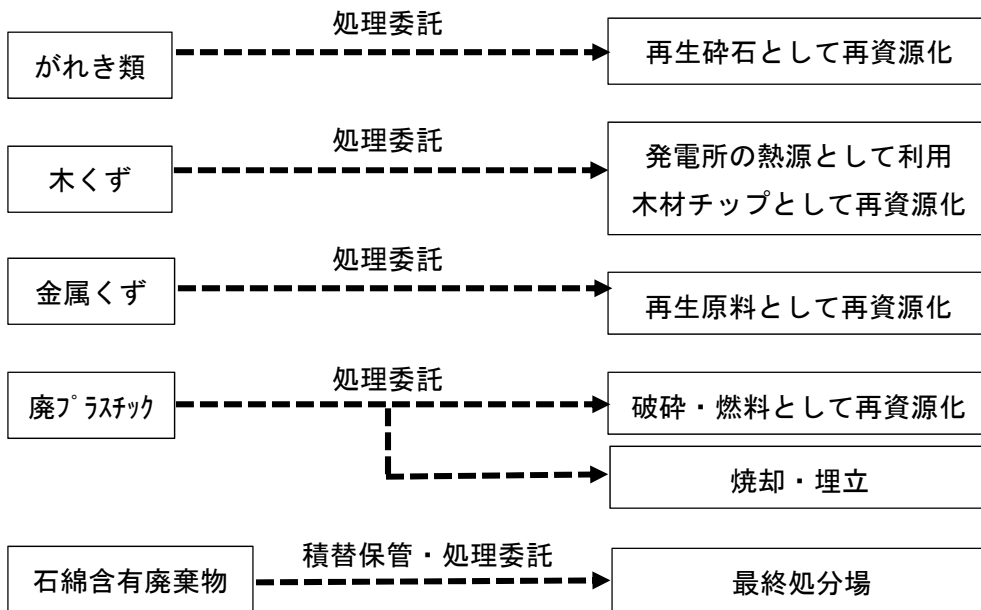 処理委託
がれき類
再生砕石として再資源化
処理委託
木くず
発電所の熱源として利用
木材チップとして再資源化
処理委託
金属くず
再生原料として再資源化
処理委託
廃ﾌﾟﾗｽﾁｯｸ
破砕・燃料として再資源化
焼却・埋立
積替保管・処理委託
石綿含有廃棄物
最終処分場